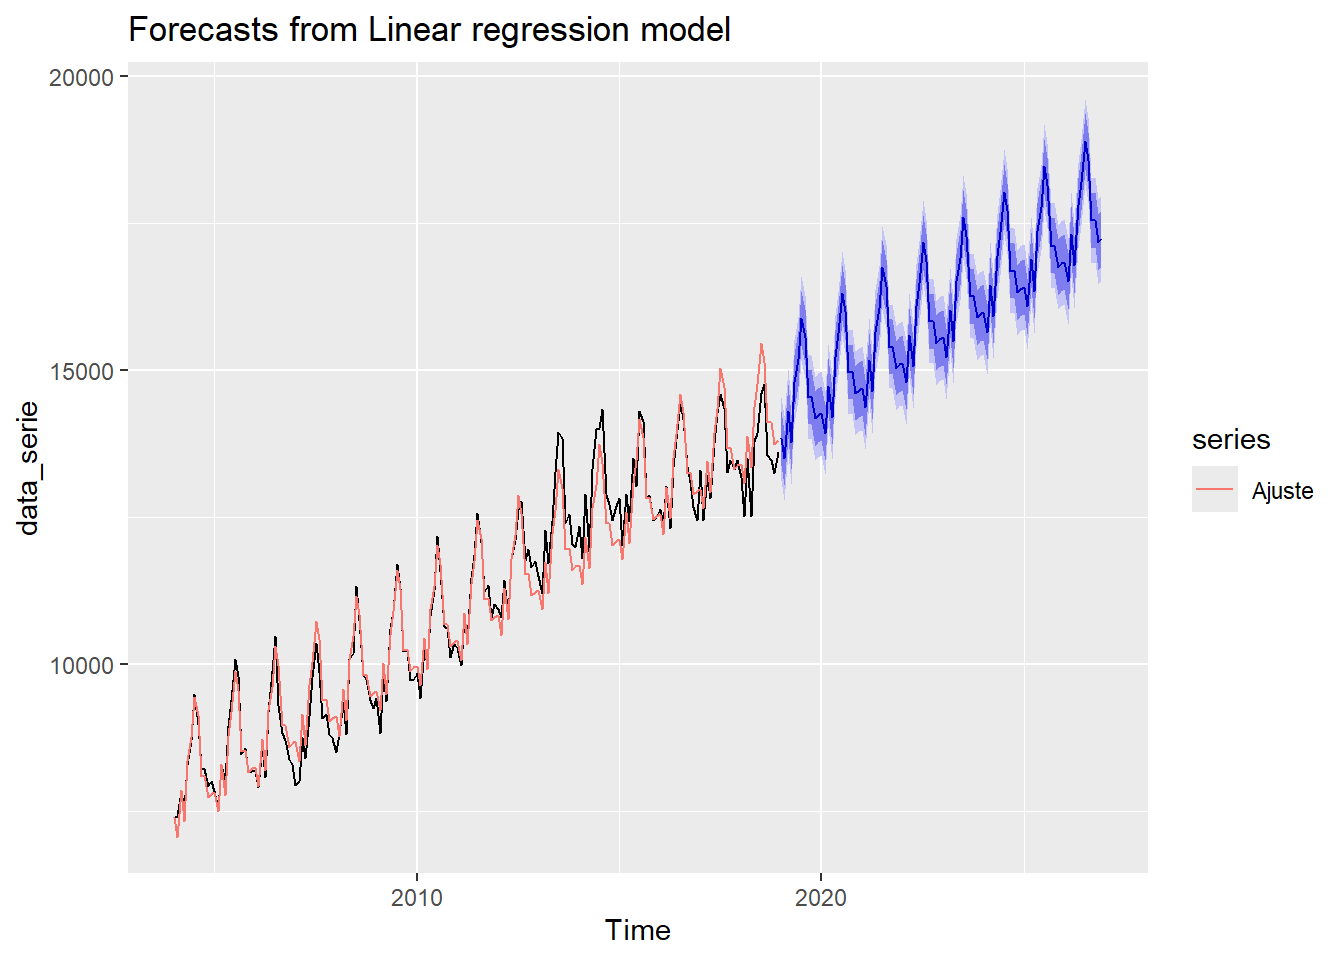 Forecasts from Linear regression model
20000
15000
10000
data_serie
2010
2020
Time
series
Ajuste